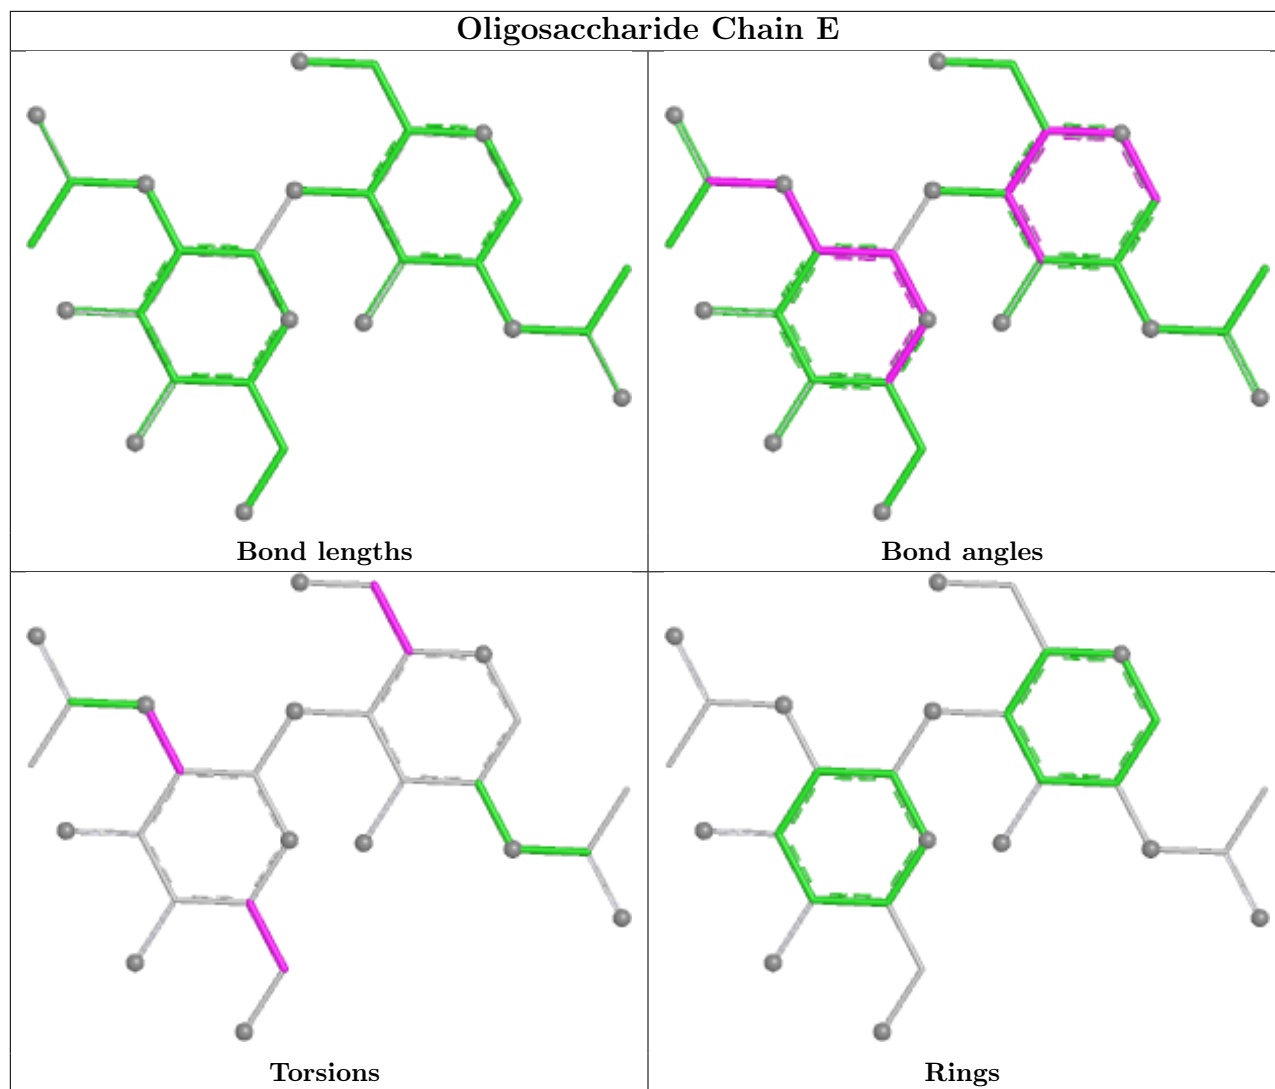 Oligosaccharide Chain E
Bond lengths
Bond angles
Torsions
Rings